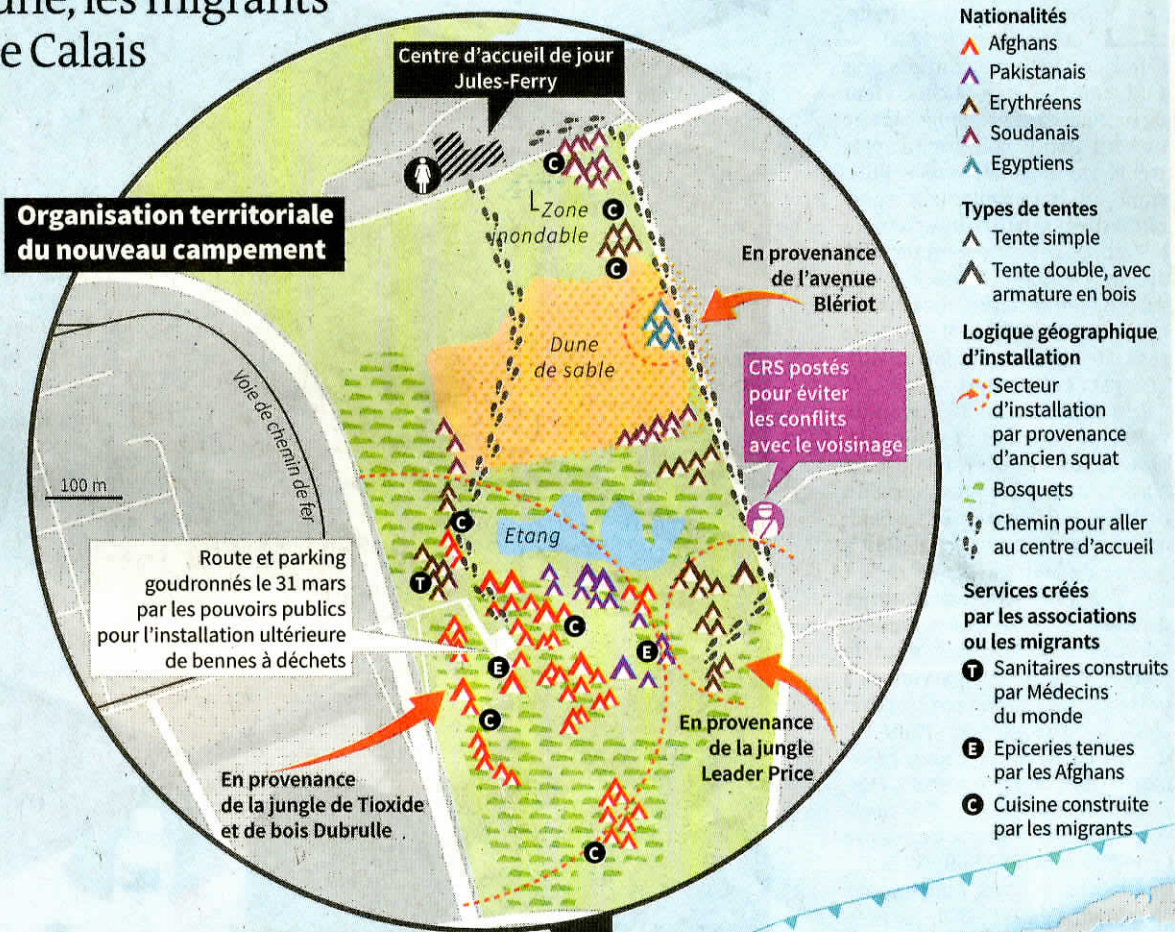 une, les migrants
e Calais
Organisation territoriale
du nouveau campement
Centre d'accueil de jour
Jules-Ferry
C
Zone
inondable
C
C
En provenance
de l'avenue
Blériot
Dune
de sable
CRS postés
pour éviter
les conflits
avec le voisinage
Voie de chemin de fer
100 m
Etang
C
T
Route et parking
goudronnés le 31 mars
par les pouvoirs publics
pour l'installation ultérieure
de bennes à déchets
C
E
E
C
En provenance
de la jungle
Leader Price
En provenance
de la jungle de Tioxide
et de bois Dubrulle
C
Nationalités
Afghans
Pakistanais
Erythréens
Soudanais
Egyptiens
Types de tentes
Tente simple
Tente double, avec
armature en bois
Logique géographique
d'installation
Secteur
d'installation
par provenance
d'ancien squat
Bosquets
Chemin pour aller
au centre d'accueil
Services créés
par les associations
ou les migrants
T Sanitaires construits
par Médecins
du monde
E Epiceries tenues
par les Afghans
C Cuisine construite
par les migrants